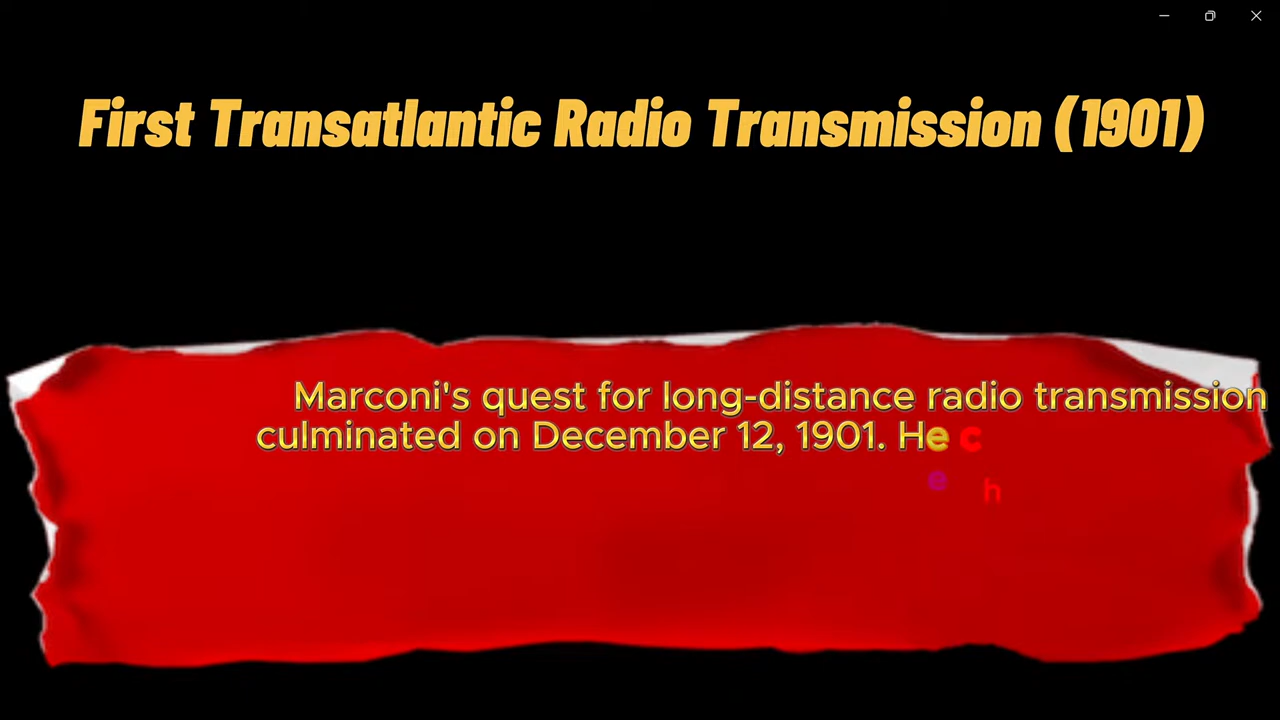 First Transatlantic Radio Transmission (1901)
Marconi's quest for long-distance radio transmission
culminated on December 12, 1901. He c
e h